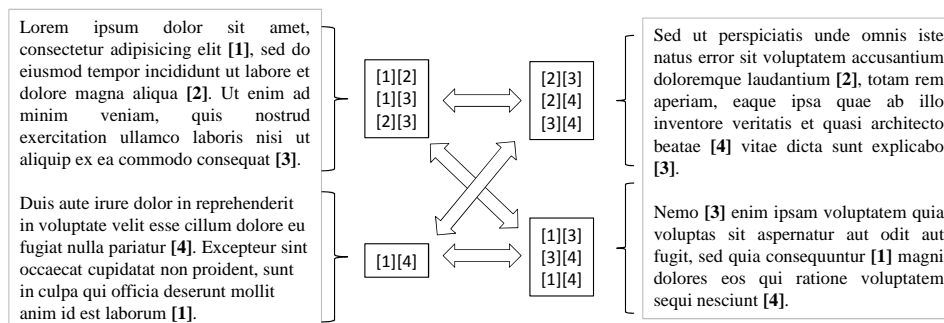 Lorem ipsum dolor sit amet,
consectetur adipisicing elit [1], sed do
eiusmod tempor incididunt ut labore et
dolore magna aliqua [2]. Ut enim ad
minim veniam, quis nostrud
exercitation ullamco laboris nisi ut
aliquip ex ea commodo consequat [3].
Duis aute irure dolor in reprehenderit
in voluptate velit esse cillum dolore eu
fugiat nulla pariatur [4]. Excepteur sint
occaecat cupidatat non proident, sunt
in culpa qui officia deserunt mollit
anim id est laborum [1].
[1][2]
[1][3]
[2][3]
[1][4]
[2][3]
[2][4]
[3][4]
[1][3]
[3][4]
[1][4]
Sed ut perspiciatis unde omnis iste
natus error sit voluptatem accusantium
doloremque laudantium [2], totam rem
aperiam, eaque ipsa quae ab illo
inventore veritatis et quasi architecto
beatae [4] vitae dicta sunt explicabo
[3].
Nemo [3] enim ipsam voluptatem quia
voluptas sit aspernatur aut odit aut
fugit, sed quia consequuntur [1] magni
dolores eos qui ratione voluptatem
sequi nesciunt [4].